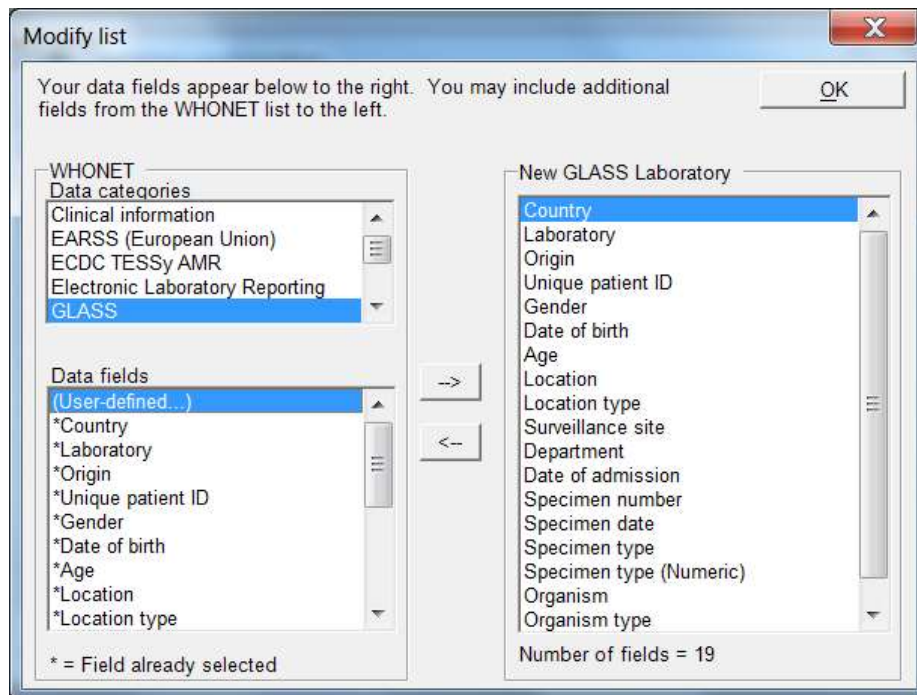 Modify list
Your data fields appear below to the right. You may include additional
fields from the WHONET list to the left.
OK
WHONET
Data categories
Clinical information
EARSS (European Union)
ECDC TESSy AMR
Electronic Laboratory Reporting
GLASS
Data fields
(User-defined...)
*Country
*Laboratory
*Origin
*Unique patient ID
*Gender
*Date of birth
*Age
*Location
*Location type
* = Field already selected
-->
<--
New GLASS Laboratory
Country
Laboratory
Origin
Unique patient ID
Gender
Date of birth
Age
Location
Location type
Surveillance site
Department
Date of admission
Specimen number
Specimen date
Specimen type
Specimen type (Numeric)
Organism
Organism type
Number of fields = 19